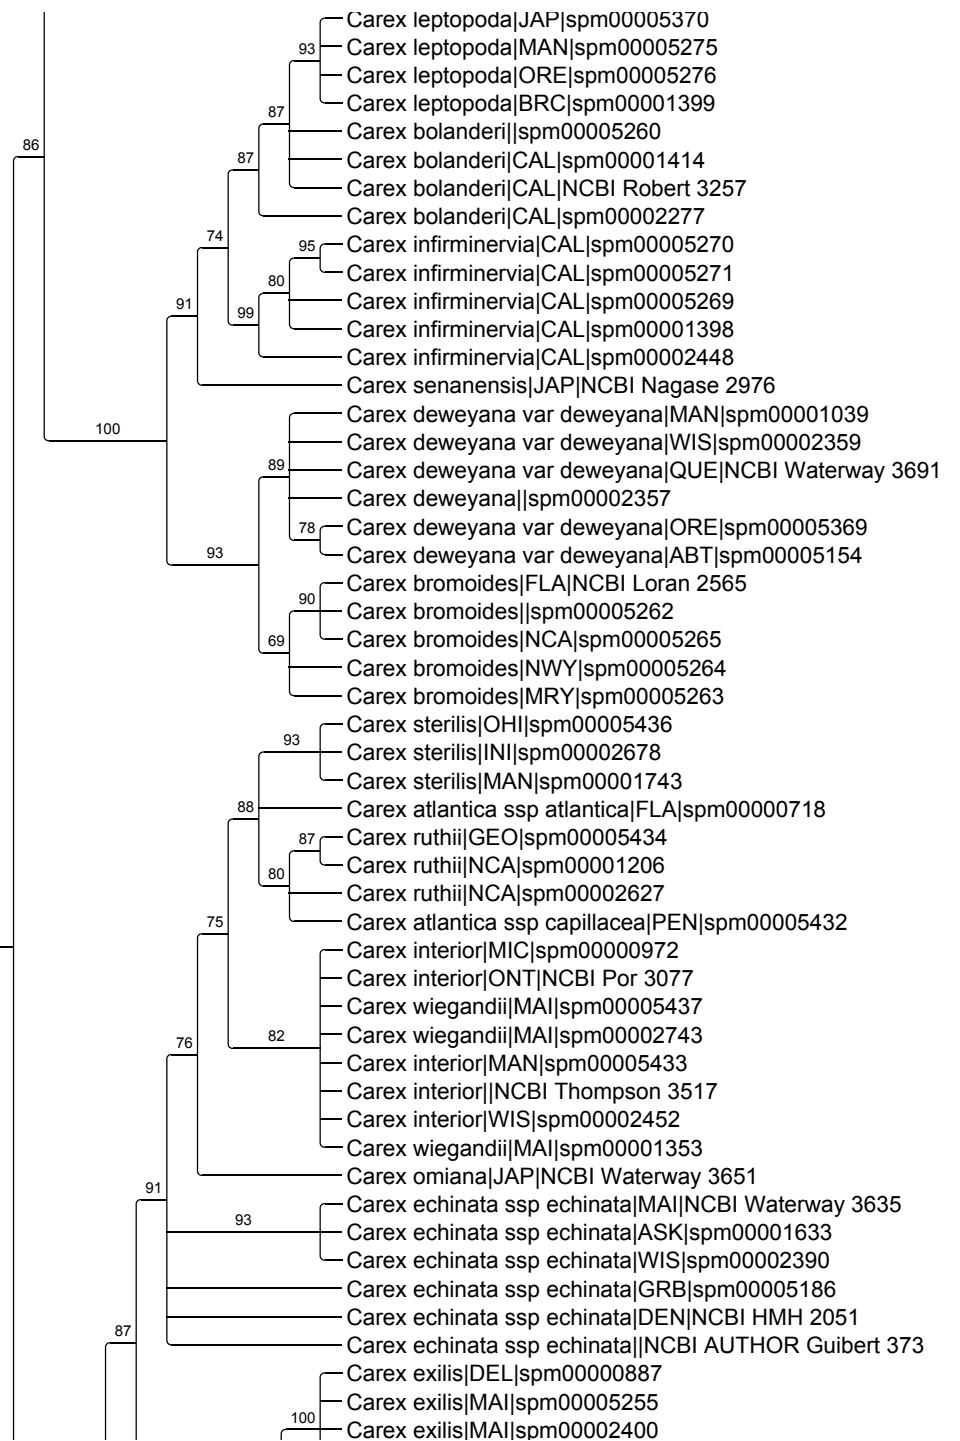 Carex leptopoda|JAP|spm00005370
93
Carex leptopoda|MAN|spm00005275
Carex leptopoda|ORE|spm00005276
Carex leptopoda|BRC|spm00001399
87
Carex bolanderi||spm00005260
86
87
Carex bolanderi|CAL|spm00001414
Carex bolanderi|CAL|NCBI Robert 3257
Carex bolanderi|CAL|spm00002277
74
95
Carex infirminervia|CAL|spm00005270
Carex infirminervia|CAL|spm00005271
80
91
Carex infirminervia|CAL|spm00005269
99
Carex infirminervia|CAL|spm00001398
Carex infirminervia|CAL|spm00002448
Carex senanensis|JAP|NCBI Nagase 2976
Carex deweyana var deweyana|MAN|spm00001039
100
Carex deweyana var deweyana|WIS|spm00002359
89
Carex deweyana var deweyana|QUE|NCBI Waterway 3691
Carex deweyana||spm00002357
78
Carex deweyana var deweyana|ORE|spm00005369
93
Carex deweyana var deweyana|ABT|spm00005154
Carex bromoides|FLA|NCBI Loran 2565
90
Carex bromoides||spm00005262
69
Carex bromoides|NCA|spm00005265
Carex bromoides|NWY|spm00005264
Carex bromoides|MRY|spm00005263
Carex sterilis|OHI|spm00005436
93
Carex sterilis|INI|spm00002678
Carex sterilis|MAN|spm00001743
88
Carex atlantica ssp atlantica|FLA|spm00000718
87
Carex ruthii|GEO|spm00005434
Carex ruthii|NCA|spm00001206
80
Carex ruthii|NCA|spm00002627
75
Carex atlantica ssp capillacea|PEN|spm00005432
Carex interior|MIC|spm00000972
Carex interior|ONT|NCBI Por 3077
Carex wiegandii|MAI|spm00005437
82
Carex wiegandii|MAI|spm00002743
76
Carex interior|MAN|spm00005433
Carex interior||NCBI Thompson 3517
Carex interior|WIS|spm00002452
Carex wiegandii|MAI|spm00001353
Carex omiana|JAP|NCBI Waterway 3651
91
Carex echinata ssp echinata|MAI|NCBI Waterway 3635
93
Carex echinata ssp echinata|ASK|spm00001633
Carex echinata ssp echinata|WIS|spm00002390
Carex echinata ssp echinata|GRB|spm00005186
Carex echinata ssp echinata|DEN|NCBI HMH 2051
87
Carex echinata ssp echinata||NCBI AUTHOR Guibert 373
Carex exilis|DEL|spm00000887
Carex exilis|MAI|spm00005255
100
Carex exilis|MAI|spm00002400